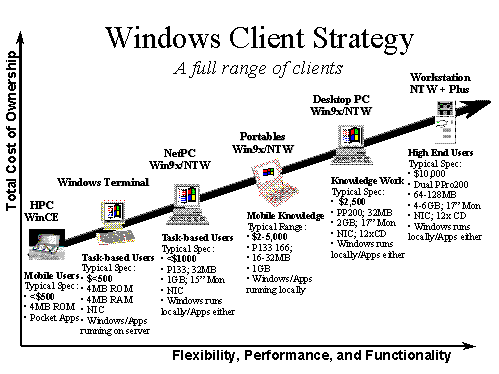 Windows Client Strategy
A full range of clients
Total Cost of Ownership
HPC
WinCE
Mobile Users
Typical Spec:
• <$500
• 4MB ROM
• Pocket Apps
Windows Terminal
Task-based Users
Typical Spec:
• $<500
• 4MB ROM
• 4MB RAM
• NIC
• Windows/Apps
running on server
NetPC
Win9x/NTW
Task-based Users
Typical Spec:
• <$1000
• P133; 32MB
• 1GB; 15" Mon
• NIC
• Windows runs
locally/Apps either
Portables
Win9x/NTW
Mobile Knowledge
Typical Range:
• $2-5,000
• P133 166;
• 16-32MB
• 1GB
• Windows/Apps
running locally
Desktop PC
Win9x/NTW
Knowledge Work
Typical Spec:
• $2,500
• PP200; 32MB
• 2GB; 17" Mon
• NIC; 12xCD
• Windows runs
locally/Apps either
Workstation
NTW + Plus
High End Users
Typical Spec:
• $10,000
• Dual PPro200
• 64-128MB
• 4-6GB; 17" Mon
• NIC; 12x CD
• Windows runs
locally/Apps either
Flexibility, Performance, and Functionality